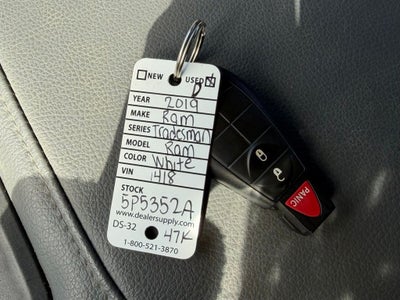 NEW USED
YEAR 2019
MAKE Ram
SERIES Tradesman
MODEL Ram
COLOR White
VIN 1418
STOCK
5P5352A
www.dealersupply.com
DS-32 47K
1-800-521-3870
PANIC